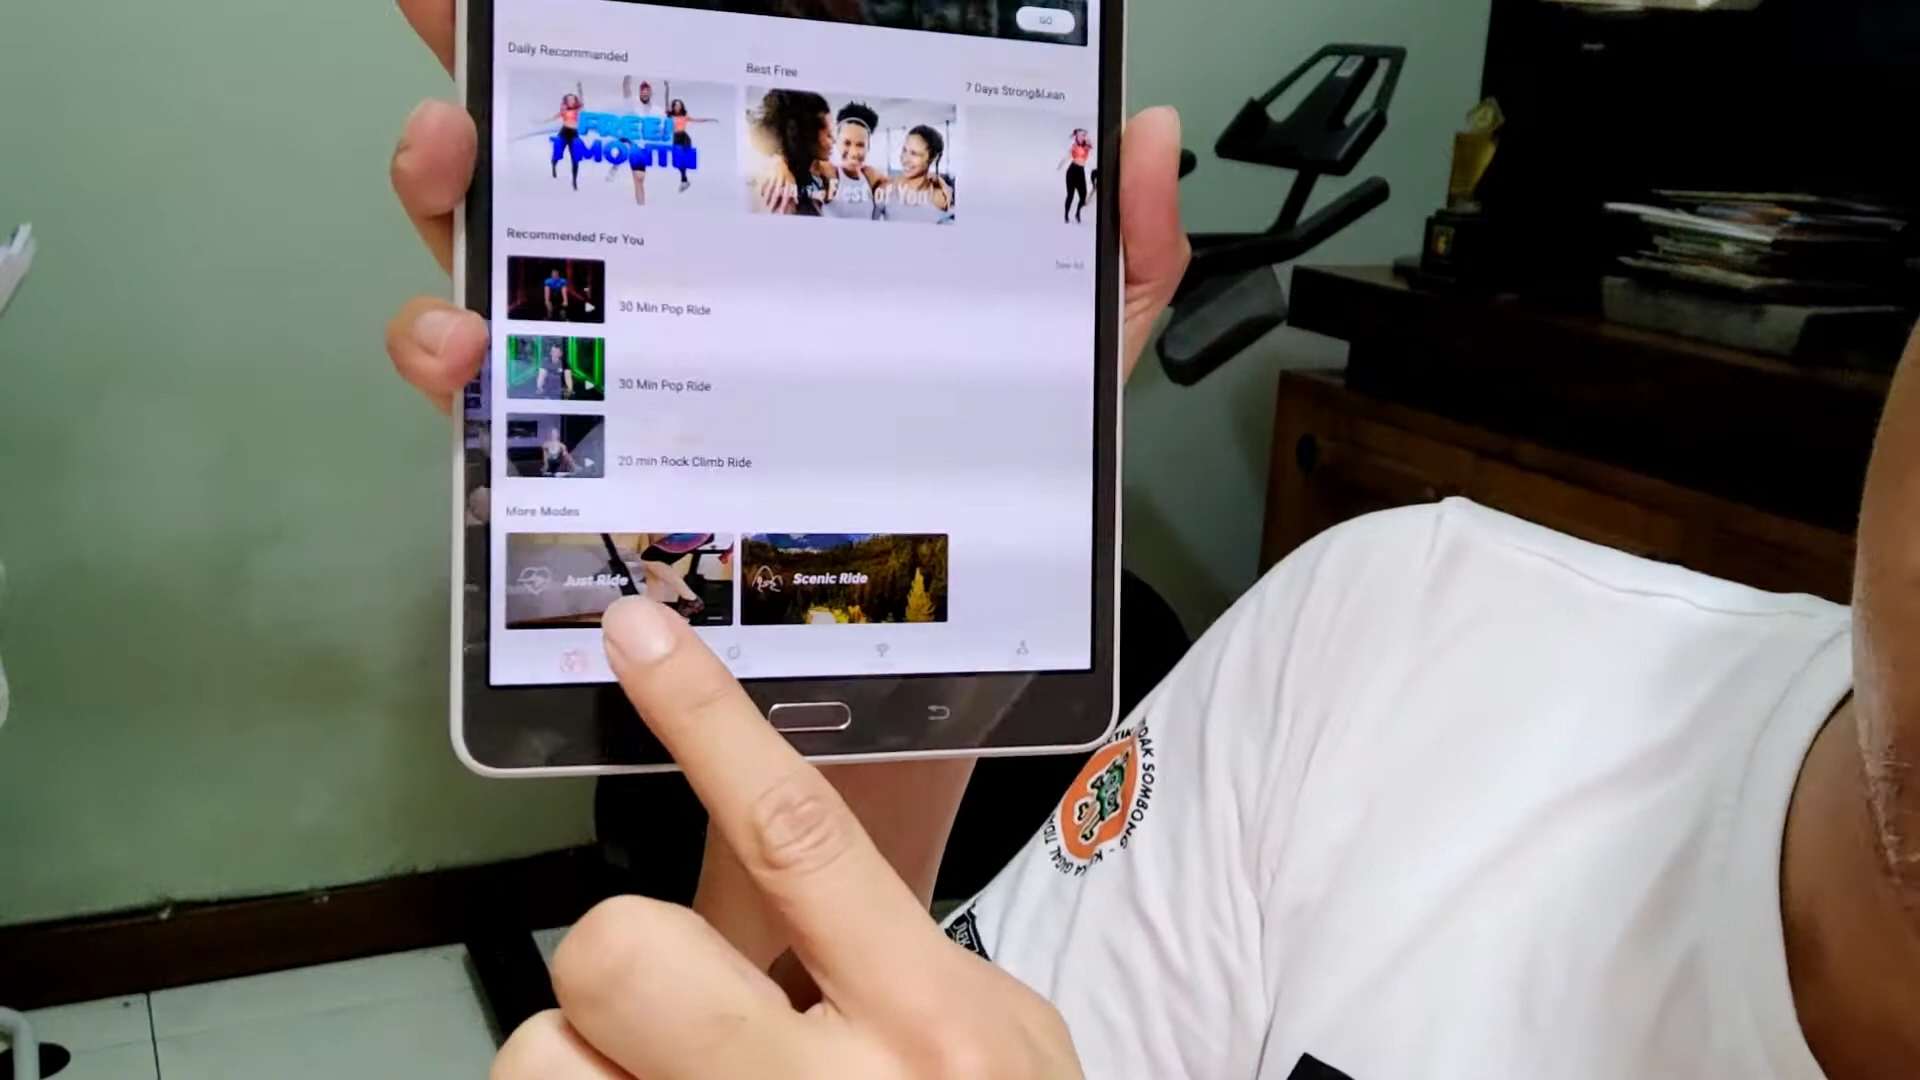 GO
Daily Recommanded
Best Free
7 Days Strong&Lean
FREE!
1 MONTH
the Best of You
Recommended For You
See All
30 Min Pop Ride
30 Min Pop Ride
20 min Rock Climb Ride
More Modes
Just Ride
Scenic Ride
DAK SOMBONG